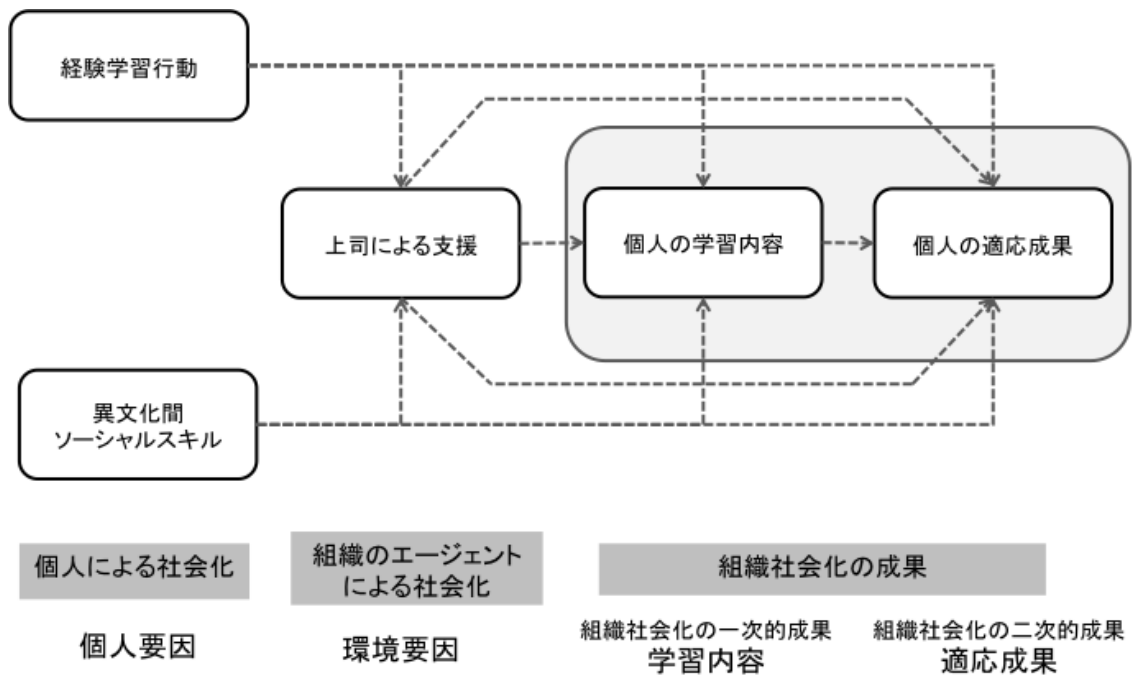 経験学習行動
上司による支援
個人の学習内容
個人の適応成果
異文化間
ソーシャルスキル
個人による社会化
組織のエージェント
による社会化
組織社会化の成果
個人要因
環境要因
組織社会化の一次的成果
学習内容
組織社会化の二次的成果
適応成果